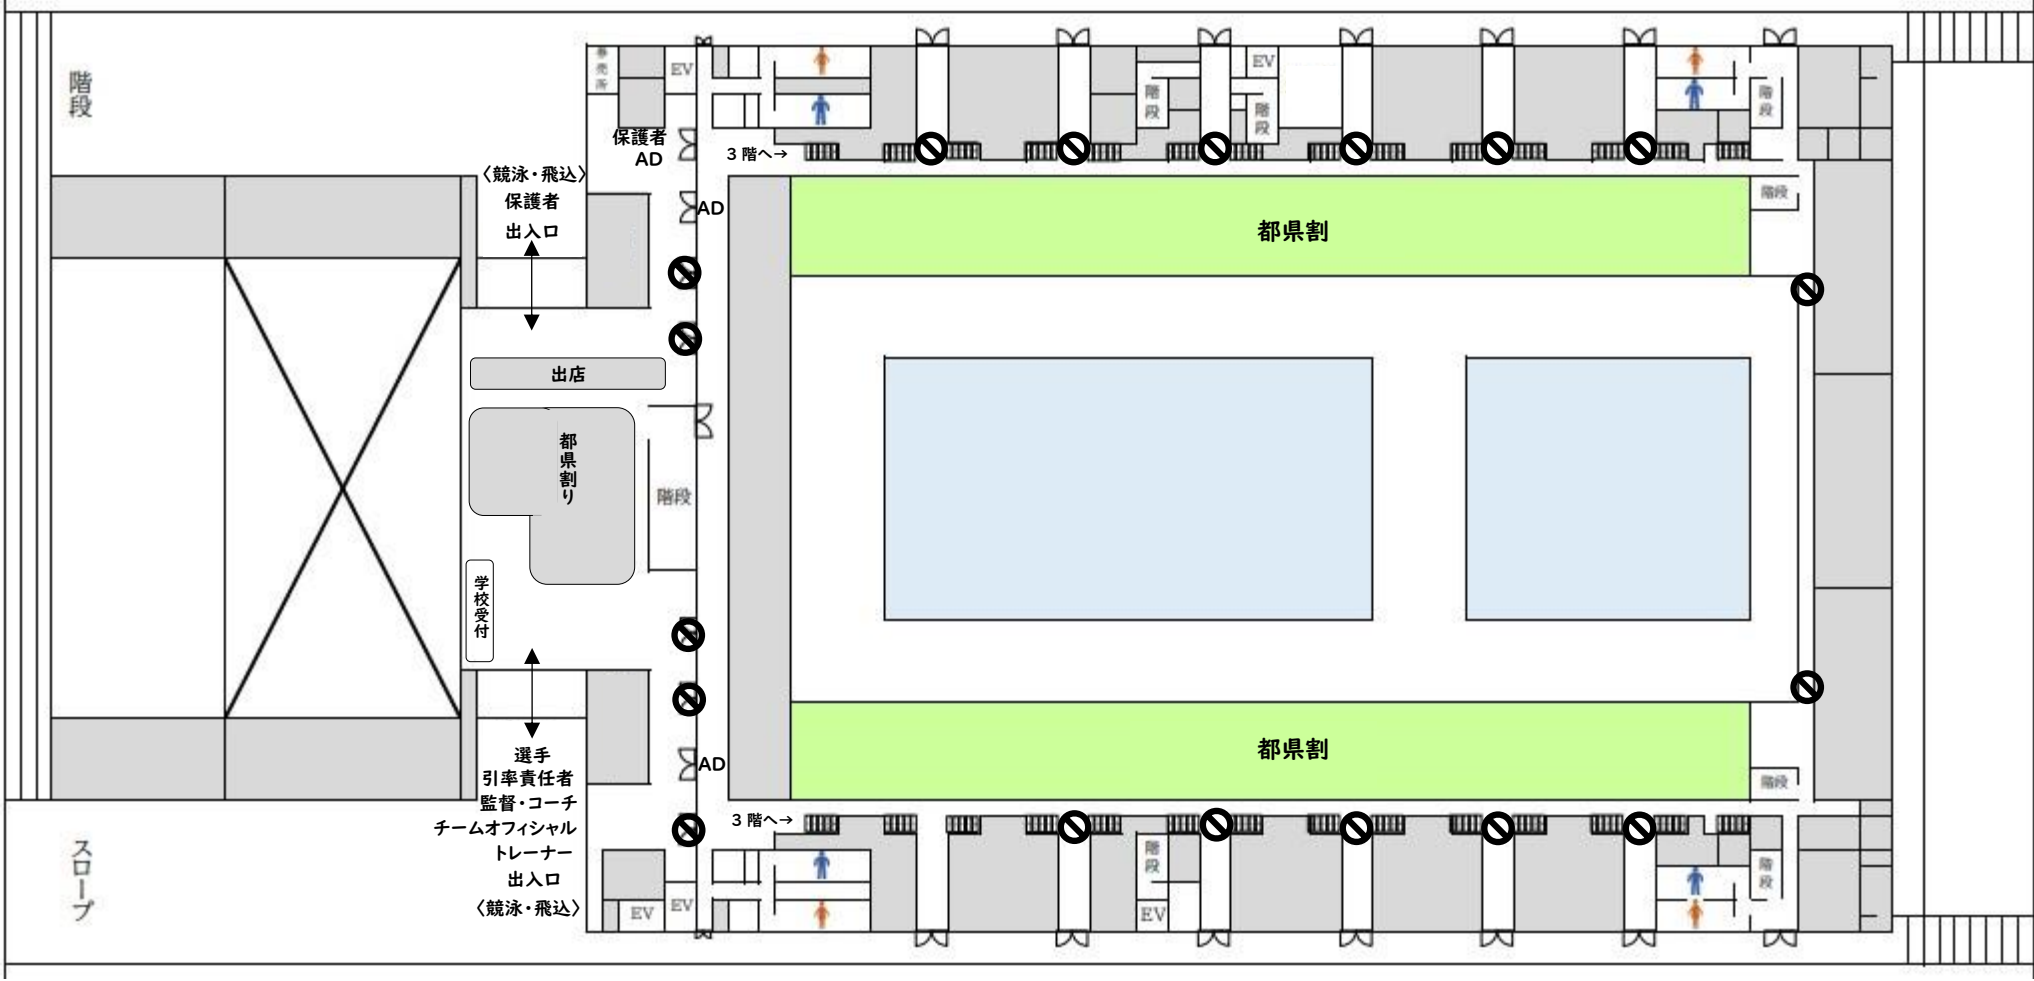 階段
券売所
EV
保護者
AD
3階へ→
〈競泳・飛込〉
保護者
出入口
AD
階段
EV
階段
階段
都県割
階段
出店
都県割り
階段
学校受付
選手
引率責任者
監督・コーチ
チームオフィシャル
トレーナー
出入口
〈競泳・飛込〉
AD
都県割
階段
3階へ→
階段
EV
階段
EV
EV
スロープ